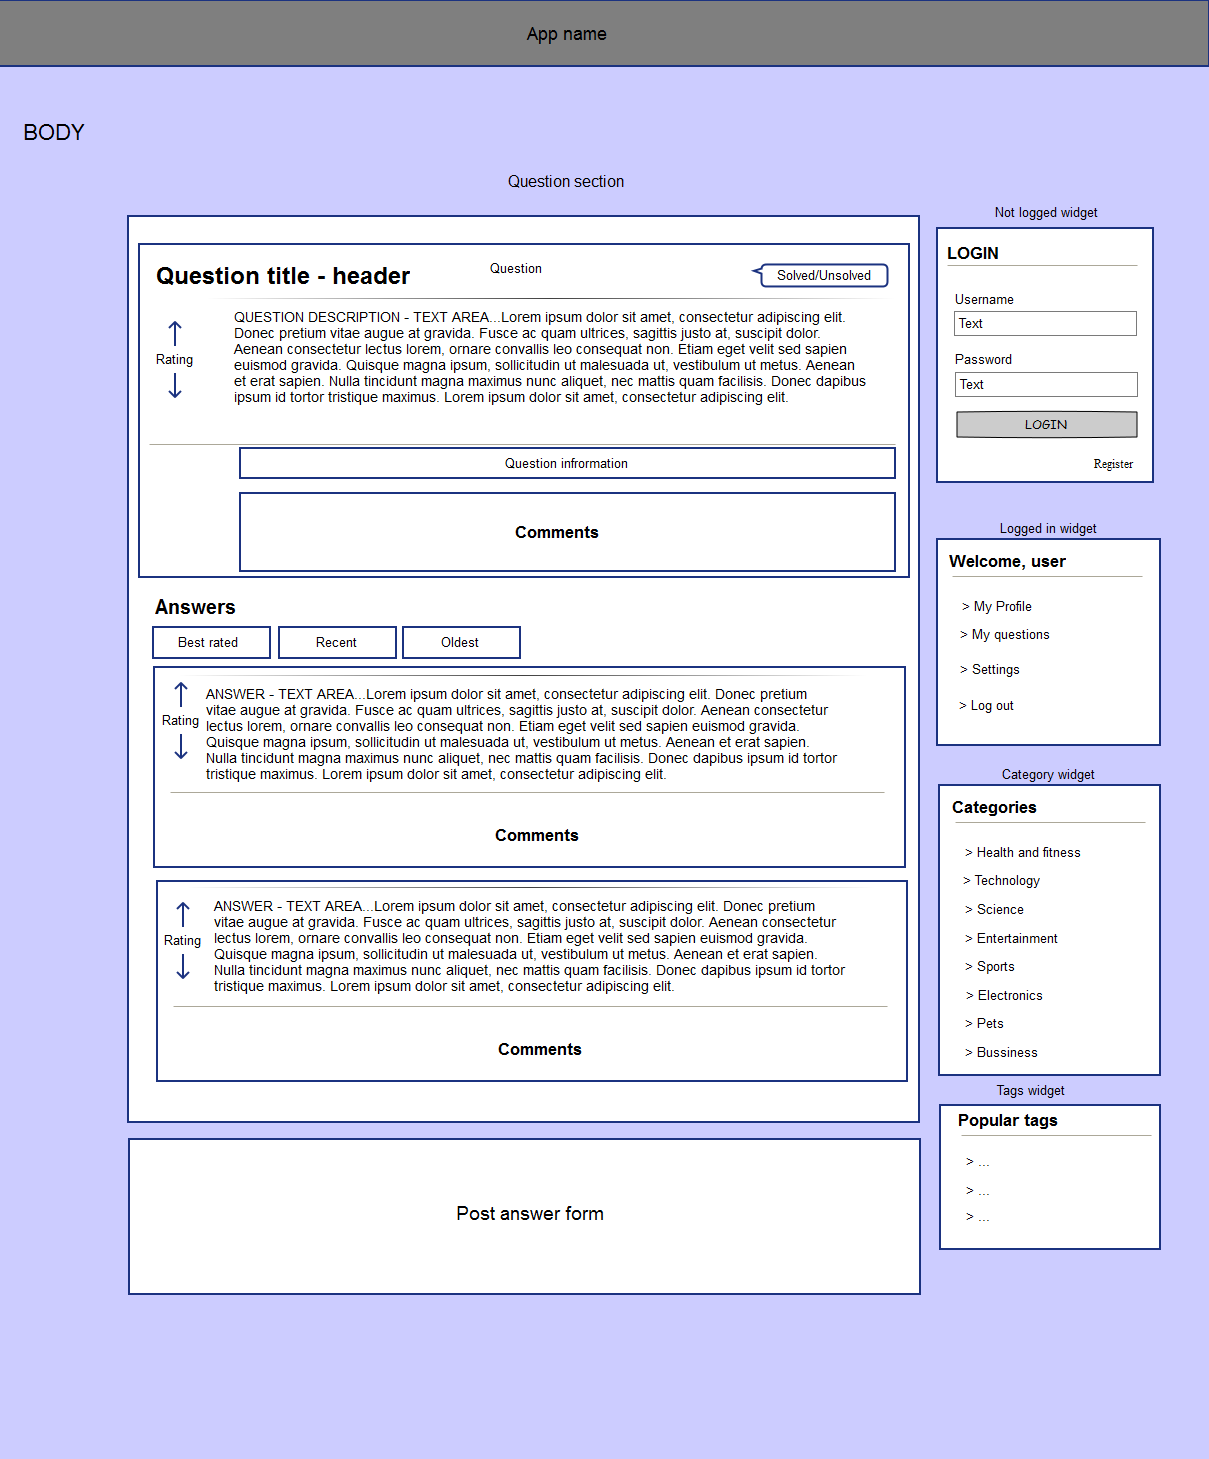 App name
BODY
Question section
Question title - header
Question
Solved/Unsolved
QUESTION DESCRIPTION - TEXT AREA...Lorem ipsum dolor sit amet, consectetur adipiscing elit.
Donec pretium vitae augue at gravida. Fusce ac quam ultrices, sagittis justo at, suscipit dolor.
Aenean consectetur lectus lorem, ornare convallis leo consequat non. Etiam eget velit sed sapien
euismod gravida. Quisque magna ipsum, sollicitudin ut malesuada ut, vestibulum ut metus. Aenean
et erat sapien. Nulla tincidunt magna maximus nunc aliquet, nec mattis quam facilisis. Donec dapibus
ipsum id tortor tristique maximus. Lorem ipsum dolor sit amet, consectetur adipiscing elit.
Rating
Question infrormation
Comments
Answers
Best rated
Recent
Oldest
Rating
ANSWER - TEXT AREA...Lorem ipsum dolor sit amet, consectetur adipiscing elit. Donec pretium
vitae augue at gravida. Fusce ac quam ultrices, sagittis justo at, suscipit dolor. Aenean consectetur
lectus lorem, ornare convallis leo consequat non. Etiam eget velit sed sapien euismod gravida.
Quisque magna ipsum, sollicitudin ut malesuada ut, vestibulum ut metus. Aenean et erat sapien.
Nulla tincidunt magna maximus nunc aliquet, nec mattis quam facilisis. Donec dapibus ipsum id tortor
tristique maximus. Lorem ipsum dolor sit amet, consectetur adipiscing elit.
Comments
Rating
ANSWER - TEXT AREA...Lorem ipsum dolor sit amet, consectetur adipiscing elit. Donec pretium
vitae augue at gravida. Fusce ac quam ultrices, sagittis justo at, suscipit dolor. Aenean consectetur
lectus lorem, ornare convallis leo consequat non. Etiam eget velit sed sapien euismod gravida.
Quisque magna ipsum, sollicitudin ut malesuada ut, vestibulum ut metus. Aenean et erat sapien.
Nulla tincidunt magna maximus nunc aliquet, nec mattis quam facilisis. Donec dapibus ipsum id tortor
tristique maximus. Lorem ipsum dolor sit amet, consectetur adipiscing elit.
Comments
Post answer form
Not logged widget
LOGIN
Username
Text
Password
Text
LOGIN
Register
Logged in widget
Welcome, user
> My Profile
> My questions
> Settings
> Log out
Category widget
Categories
> Health and fitness
> Technology
> Science
> Entertainment
> Sports
> Electronics
> Pets
> Bussiness
Tags widget
Popular tags
> ...
> ...
> ...